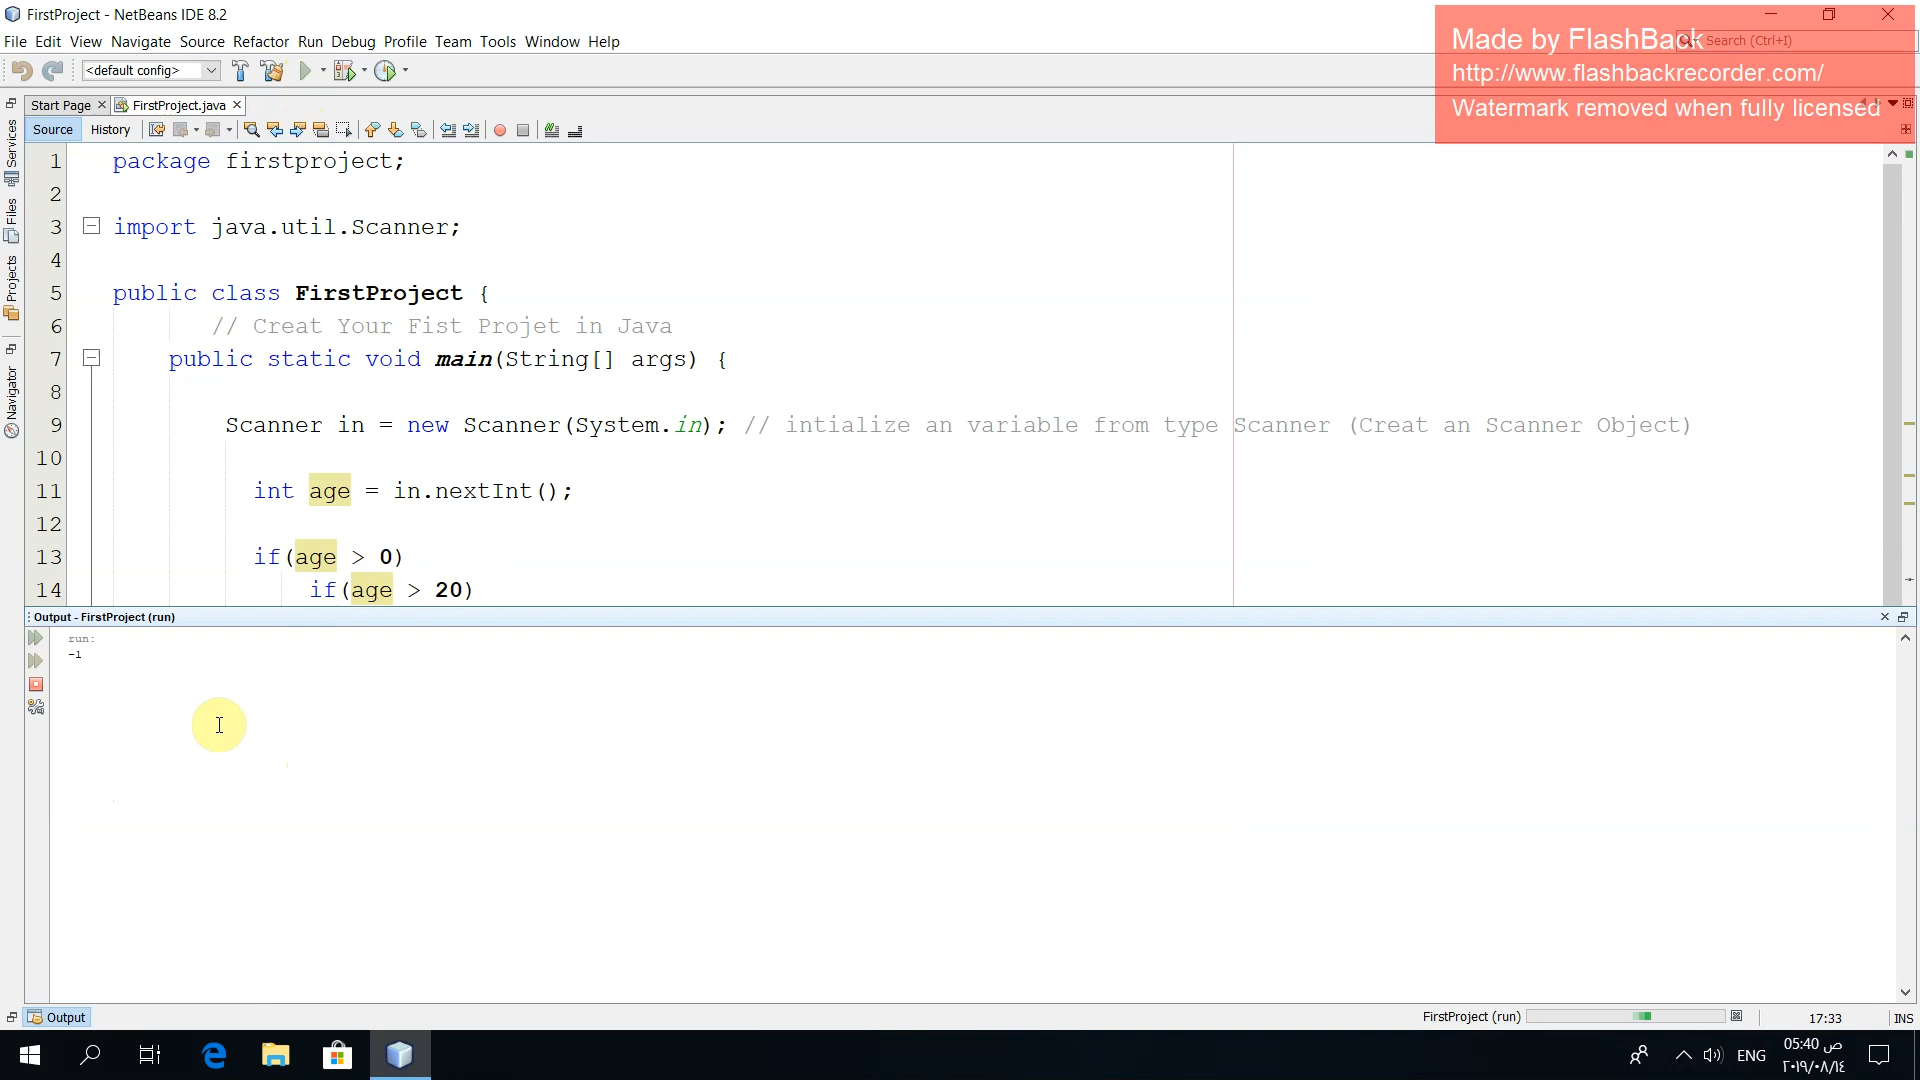 FirstProject - NetBeans IDE 8.2
File Edit View Navigate Source Refactor Run Debug Profile Team Tools Window Help
Search (Ctrl+I)
Made by FlashBack
http://www.flashbackrecorder.com/
Watermark removed when fully licensed
<default config>
Start Page FirstProject.java
Source History
Services
Files
Projects
Navigator
1 package firstproject;
2
3 import java.util.Scanner;
4
5 public class FirstProject {
6 // Creat Your Fist Projet in Java
7 public static void main(String[] args) {
8
9 Scanner in = new Scanner(System.in); // intialize an variable from type Scanner (Creat an Scanner Object)
10
11 int age = in.nextInt();
12
13 if(age > 0)
14 if(age > 20)
Output - FirstProject (run)
run:
-1
Output
FirstProject (run)
17:33
INS
ENG
05:40 ص
٢٠١٩/٠٨/١٤